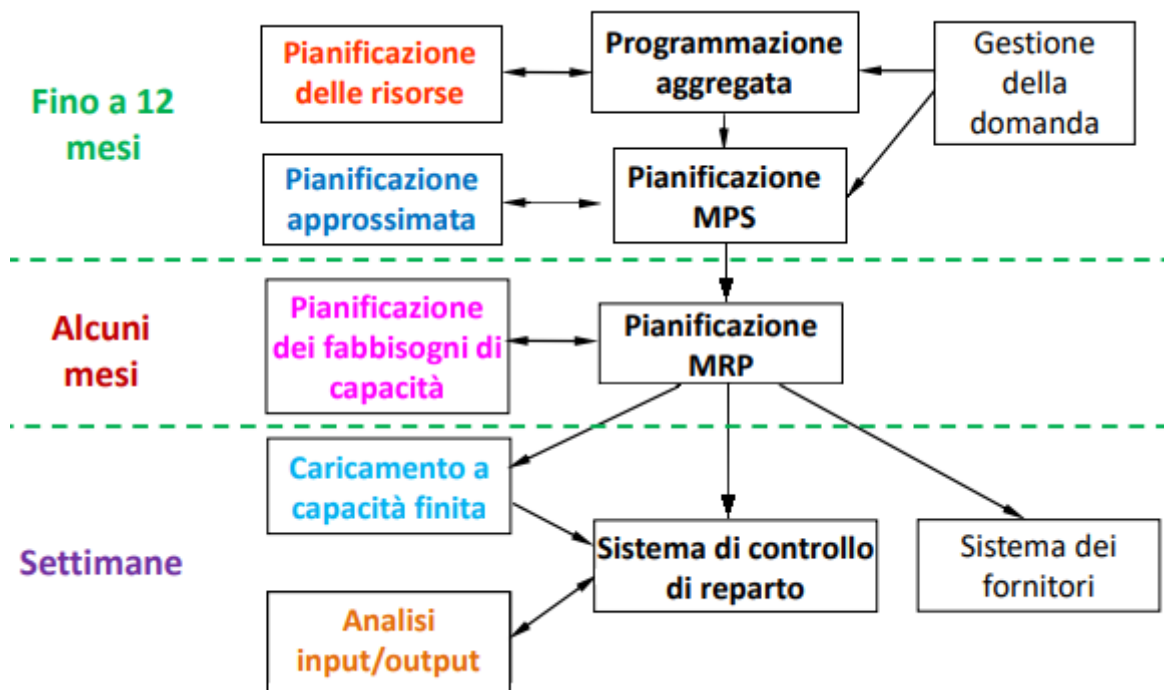 Fino a 12
mesi
Pianificazione
delle risorse
Programmazione
aggregata
Gestione
della
domanda
Pianificazione
approssimata
Pianificazione
MPS
Alcuni
mesi
Pianificazione
dei fabbisogni di
capacità
Pianificazione
MRP
Settimane
Caricamento a
capacità finita
Sistema di controllo
di reparto
Sistema dei
fornitori
Analisi
input/output